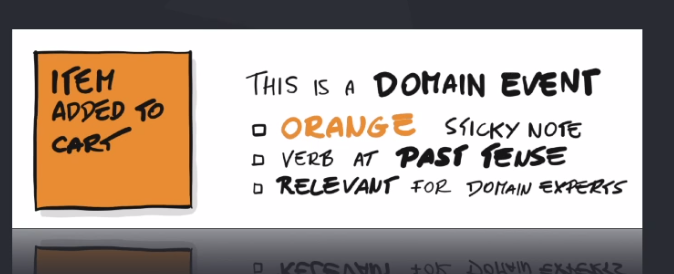 ITEM
ADDED TO
CART
THIS IS A DOMAIN EVENT
ORANGE STICKY NOTE
VERB AT PAST TENSE
RELEVANT FOR DOMAIN EXPERTS